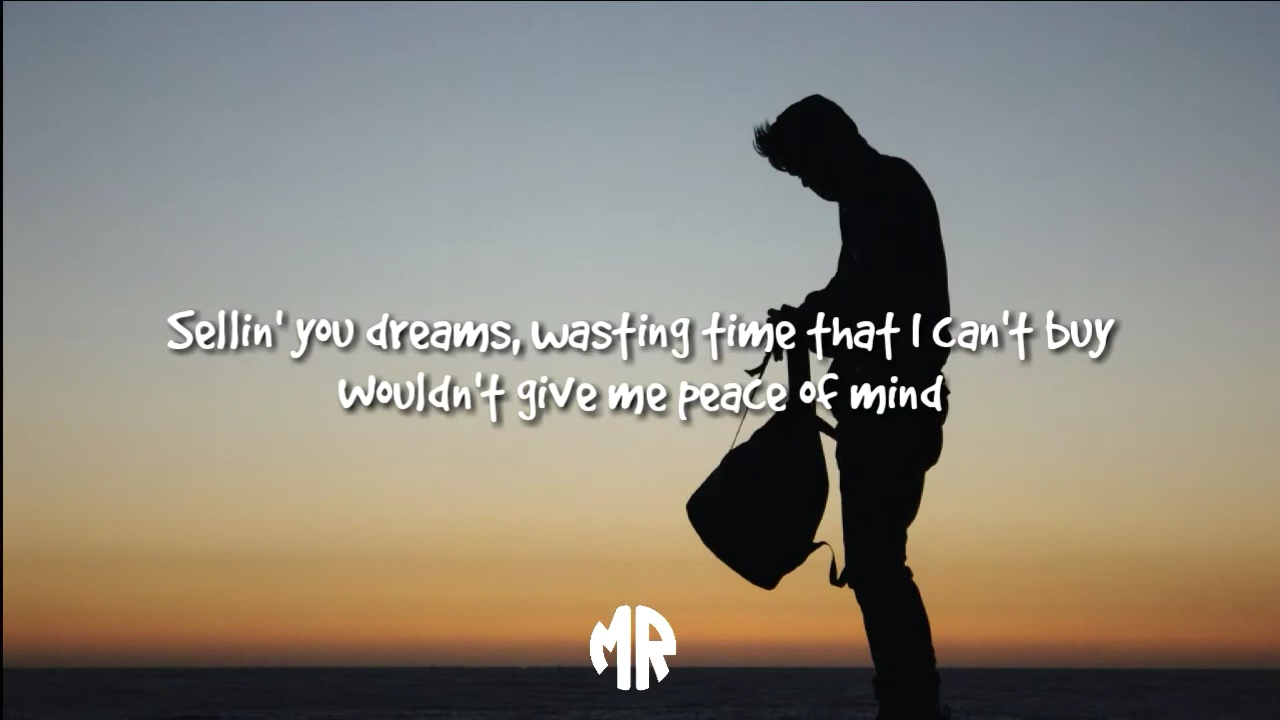 Sellin' you dreams, wasting time that I can't buy
Wouldn't give me peace of mind
MR